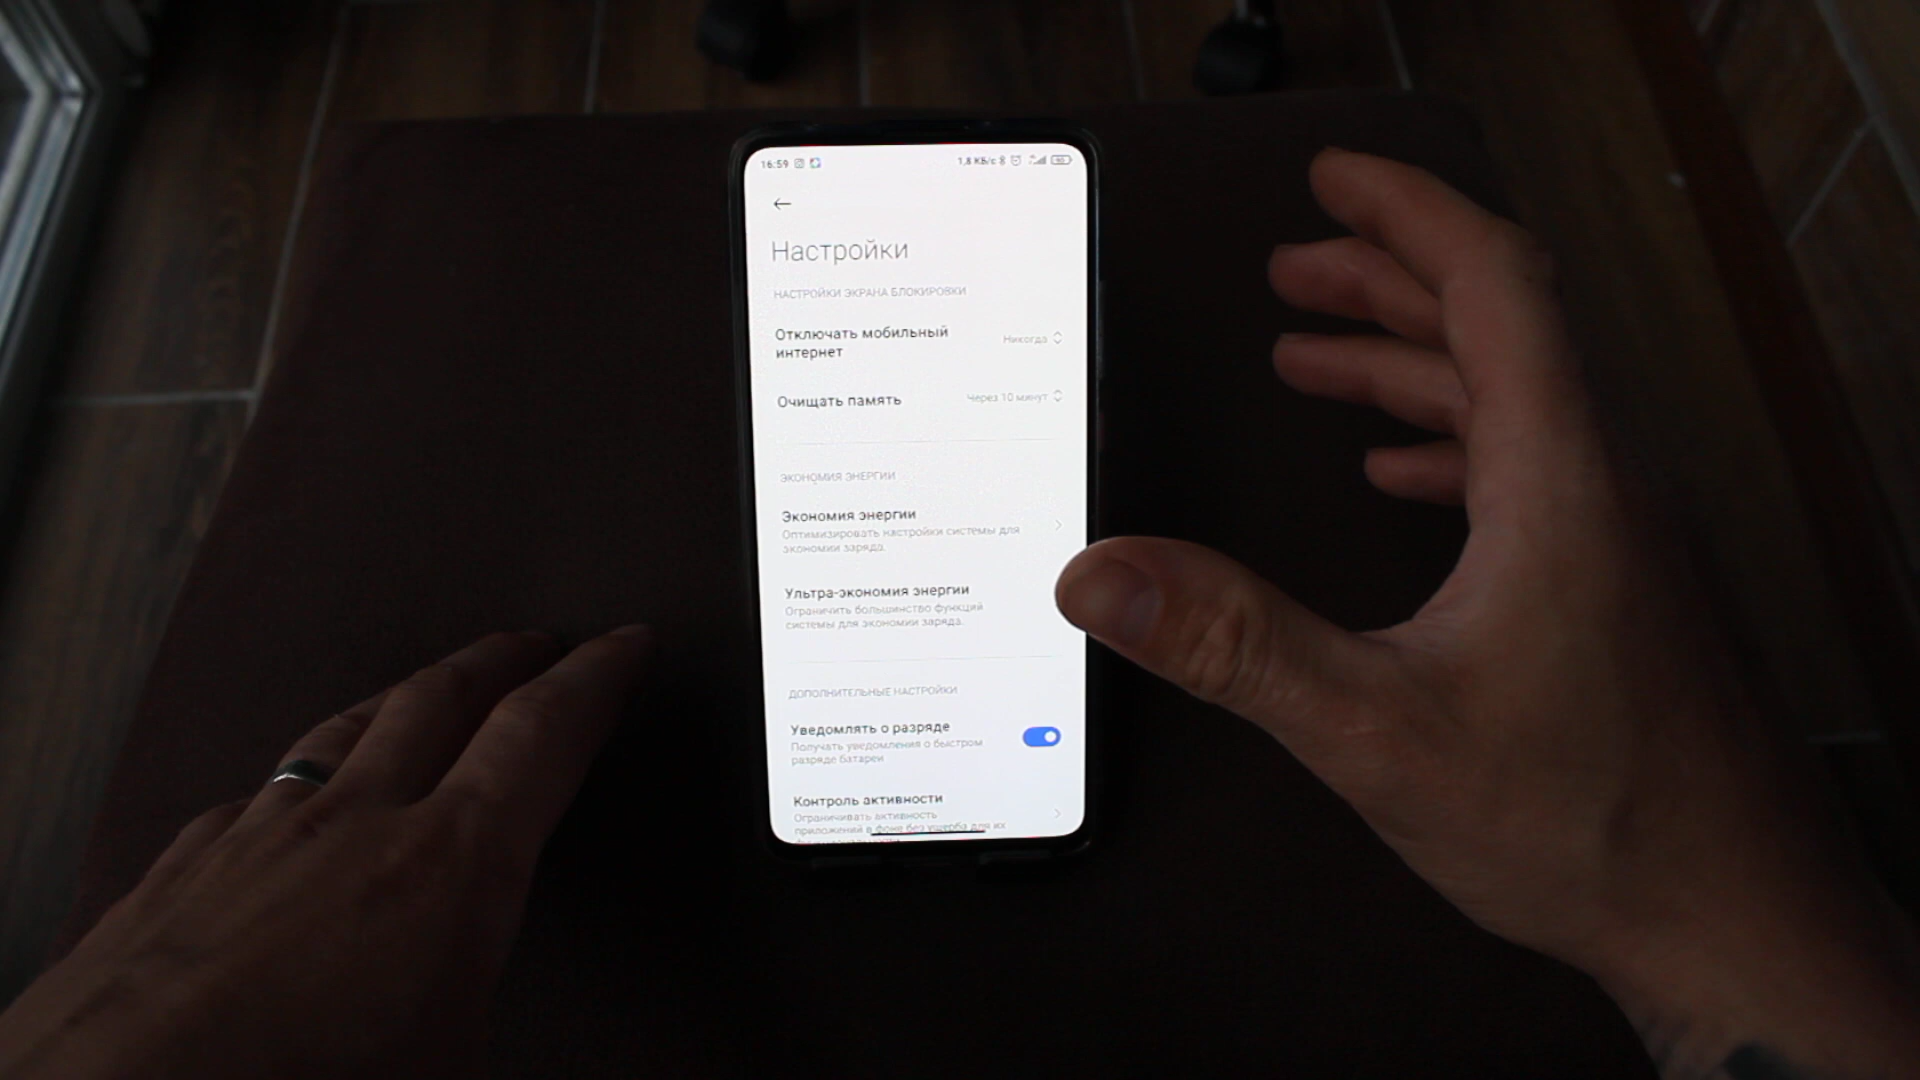 16:59
1,8 КБ/с
Настройки
НАСТРОЙКИ ЭКРАНА БЛОКИРОВКИ
Отключать мобильный
интернет
Никогда
Очищать память
Через 10 минут
ЭКОНОМИЯ ЭНЕРГИИ
Экономия энергии
Оптимизировать настройки системы для
экономии заряда.
Ультра-экономия энергии
Ограничить большинство функций
системы для экономии заряда.
ДОПОЛНИТЕЛЬНЫЕ НАСТРОЙКИ
Уведомлять о разряде
Получать уведомления о быстром
разряде батареи
Контроль активности
Ограничивать активность
приложений в фоне без ущерба для их